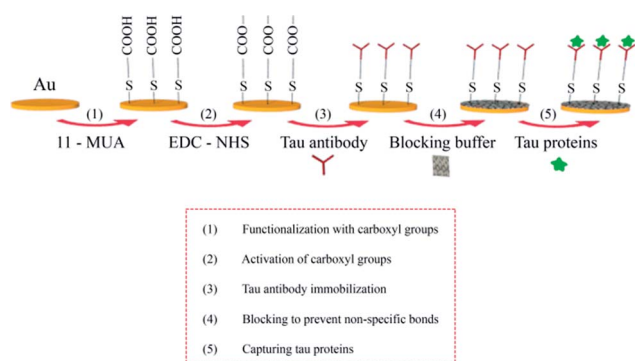 COOH COOH COOH
COO– COO– COO–
Au
S S S
S S S
S S S
S S S
S S S
(1) (2) (3) (4) (5)
11 - MUA
EDC - NHS
Tau antibody
Blocking buffer
Tau proteins
(1) Functionalization with carboxyl groups
(2) Activation of carboxyl groups
(3) Tau antibody immobilization
(4) Blocking to prevent non-specific bonds
(5) Capturing tau proteins